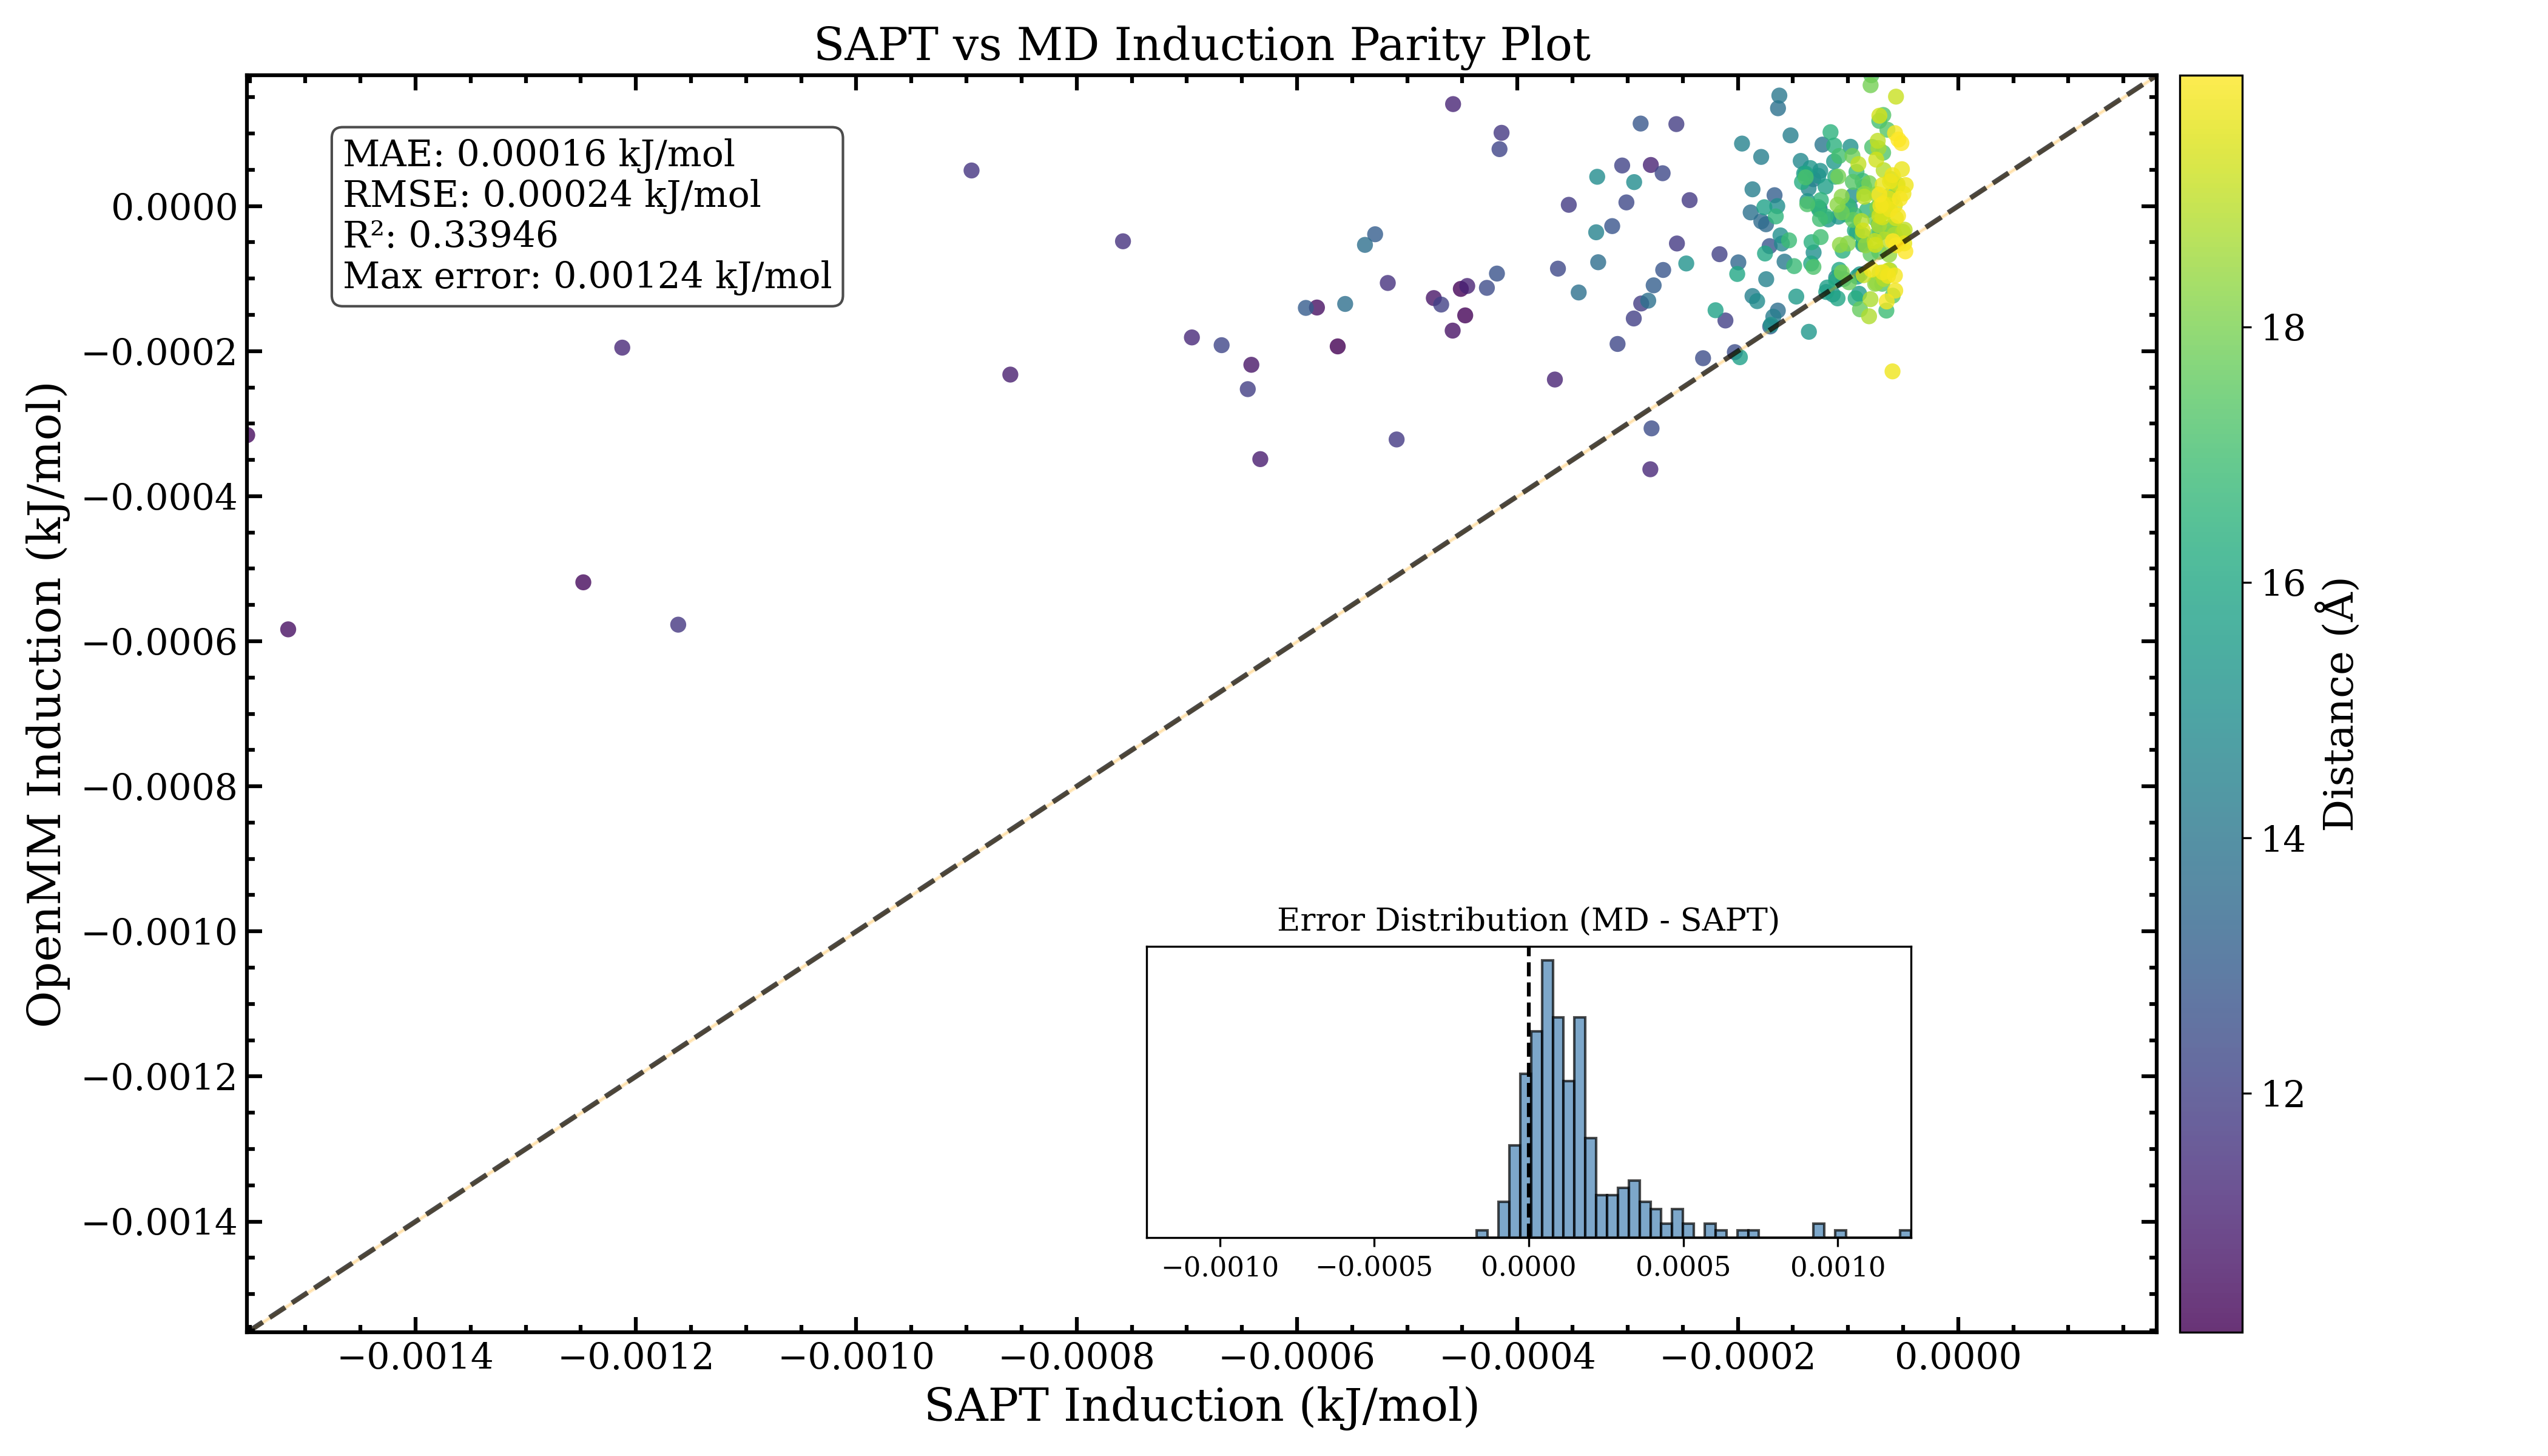 SAPT vs MD Induction Parity Plot
MAE: 0.00016 kJ/mol
RMSE: 0.00024 kJ/mol
R²: 0.33946
Max error: 0.00124 kJ/mol
OpenMM Induction (kJ/mol)
0.0000
−0.0002
−0.0004
−0.0006
−0.0008
−0.0010
−0.0012
−0.0014
Error Distribution (MD - SAPT)
−0.0010 −0.0005 0.0000 0.0005 0.0010
−0.0014 −0.0012 −0.0010 −0.0008 −0.0006 −0.0004 −0.0002 0.0000
SAPT Induction (kJ/mol)
18
16
14
12
Distance (Å)